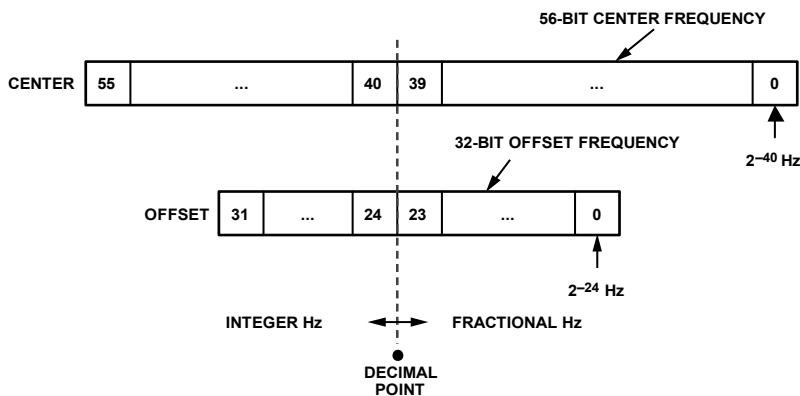 56-BIT CENTER FREQUENCY
CENTER 55 ... 40 39 ... 0
2–40 Hz
32-BIT OFFSET FREQUENCY
OFFSET 31 ... 24 23 ... 0
2–24 Hz
INTEGER Hz FRACTIONAL Hz
DECIMAL
POINT